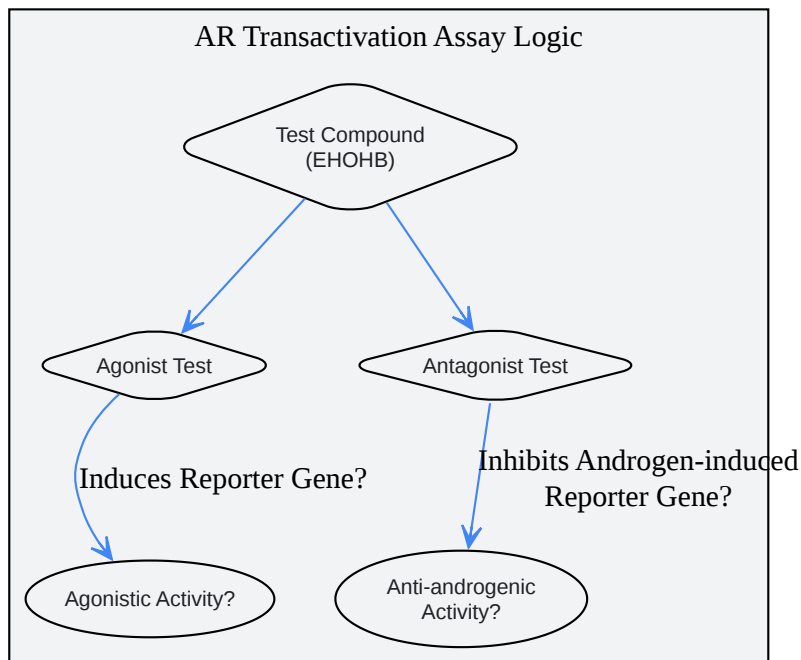 AR Transactivation Assay Logic
Test Compound
(EHOHB)
Agonist Test
Antagonist Test
Induces Reporter Gene?
Inhibits Androgen-induced
Reporter Gene?
Agonistic Activity?
Anti-androgenic
Activity?